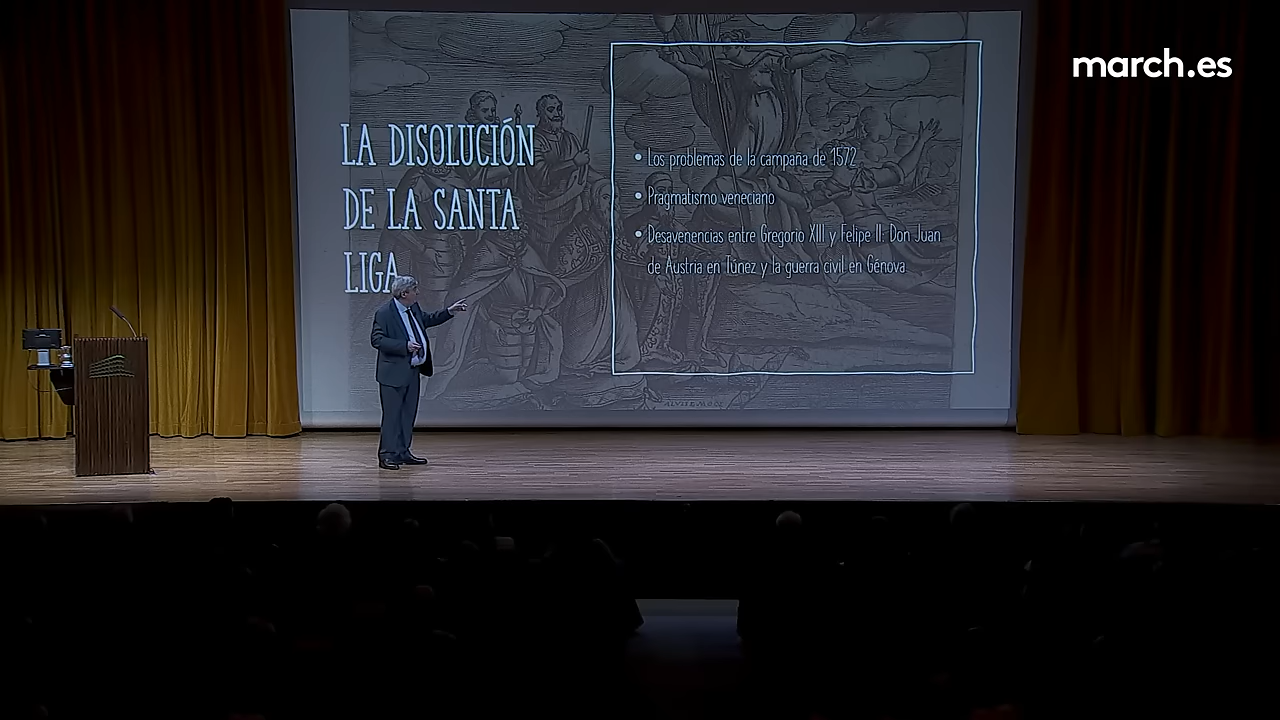 march.es
LA DISOLUCIÓN
DE LA SANTA
LIGA
• Los problemas de la campaña de 1572
• Pragmatismo veneciano
• Desavenencias entre Gregorio XIII y Felipe II: Don Juan
de Austria en Túnez y la guerra civil en Génova